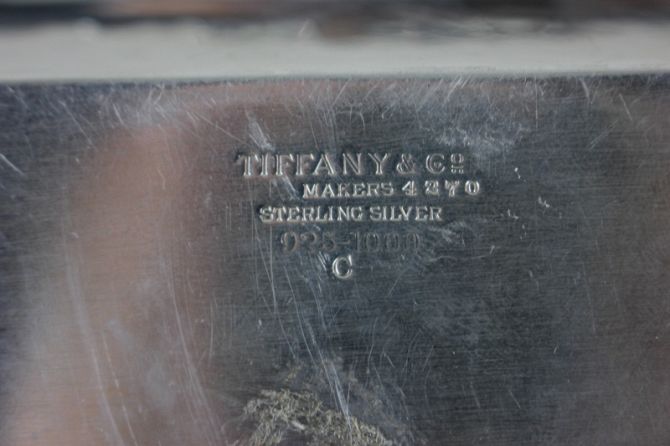 TIFFANY & Co
MAKERS 4270
STERLING SILVER
925-1000
C